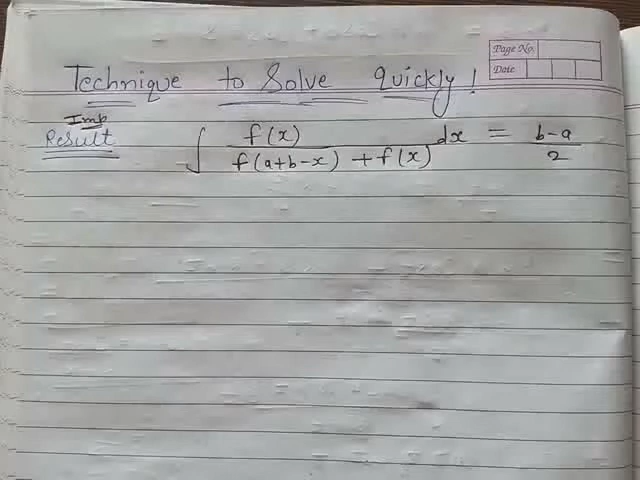 Page No.
Date
Technique to Solve Quickly!
Imp
Result
∫ f(x) / f(a+b-x) + f(x) dx = b-a / 2